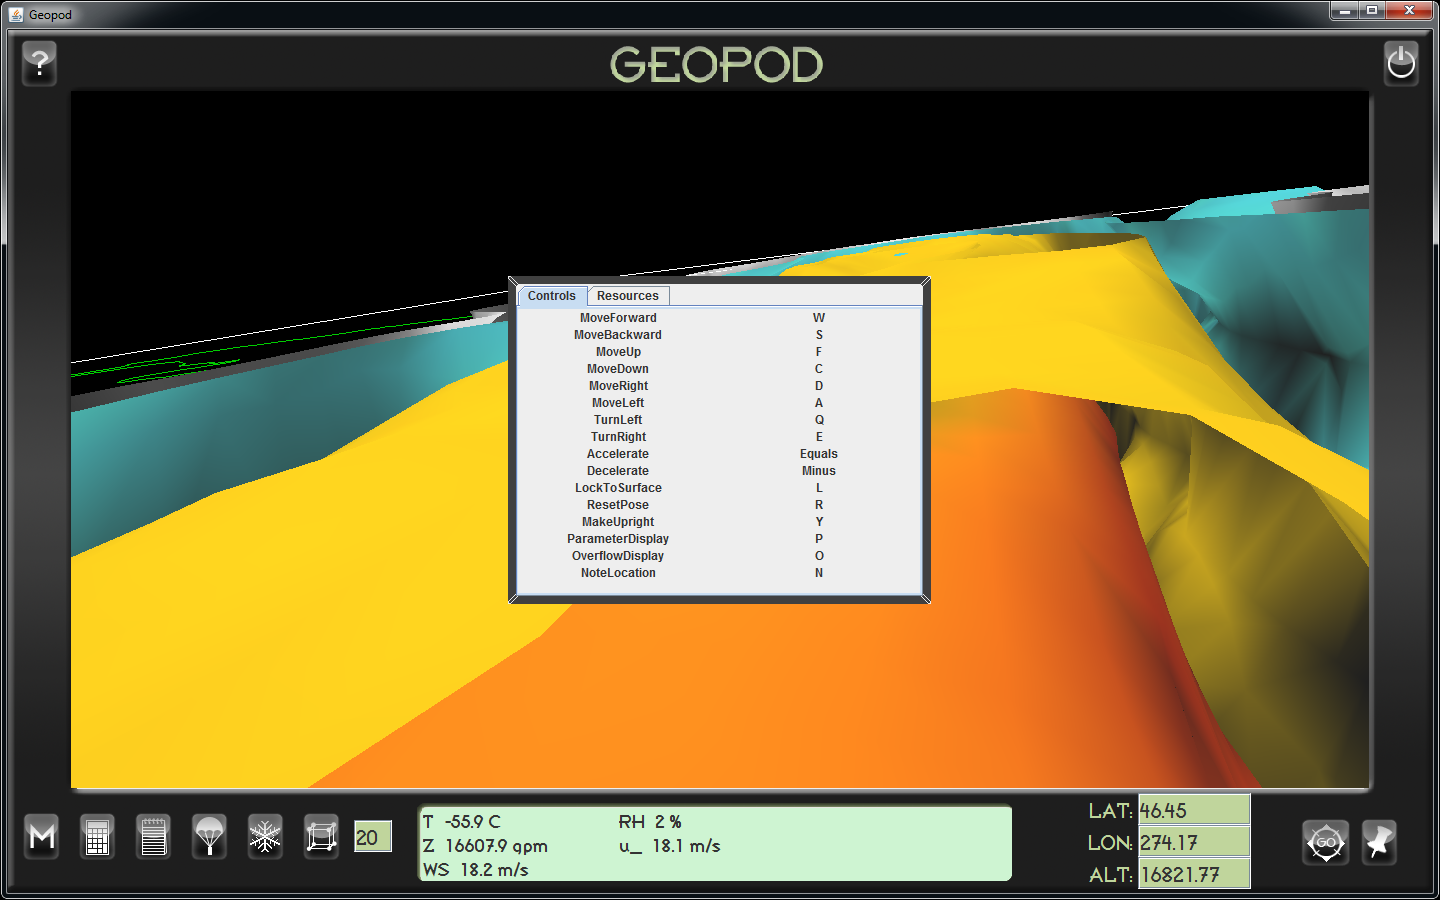 Geopod
?
GEOPOD
Controls Resources
MoveForward W
MoveBackward S
MoveUp F
MoveDown C
MoveRight D
MoveLeft A
TurnLeft Q
TurnRight E
Accelerate Equals
Decelerate Minus
LockToSurface L
ResetPose R
MakeUpright Y
ParameterDisplay P
OverflowDisplay O
NoteLocation N
M
20
T -55.9 C RH 2 %
Z 16607.9 gpm u_ 18.1 m/s
WS 18.2 m/s
LAT: 46.45
LON: 274.17
ALT: 16821.77
GO